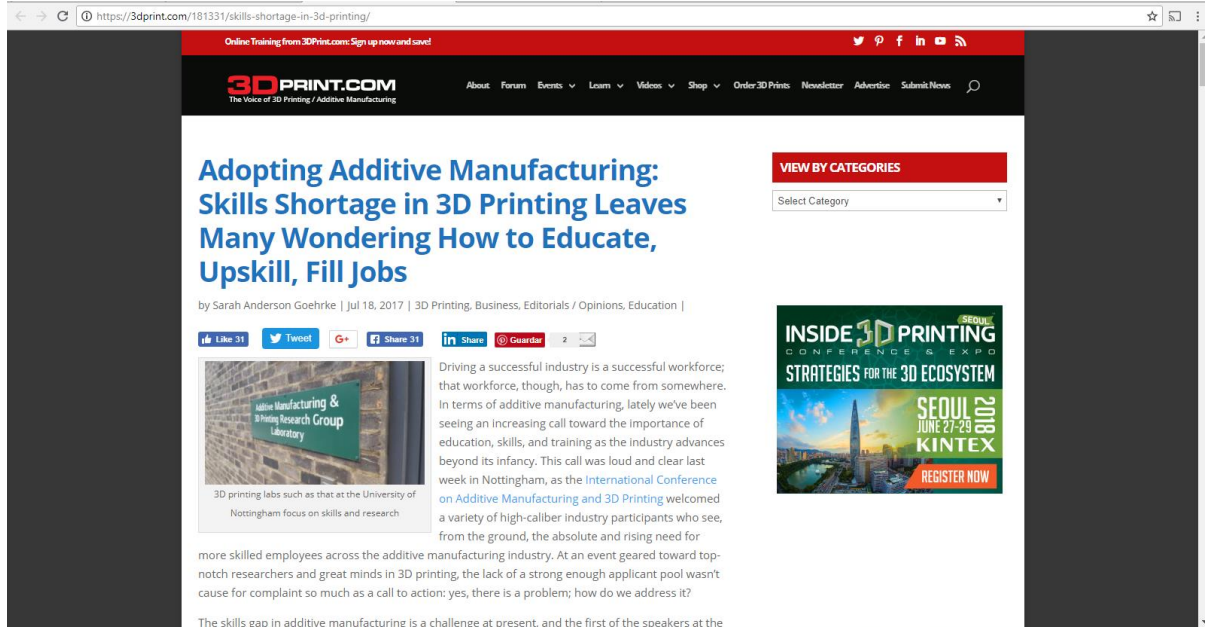 https://3dprint.com/181331/skills-shortage-in-3d-printing/
Online Training from 3DPrint.com: Sign up now and save!
3DPRINT.COM
The Voice of 3D Printing / Additive Manufacturing
About Forum Events Learn Videos Shop Order 3D Prints Newsletter Advertise Submit News
Adopting Additive Manufacturing:
Skills Shortage in 3D Printing Leaves
Many Wondering How to Educate,
Upskill, Fill Jobs
by Sarah Anderson Goehrke | Jul 18, 2017 | 3D Printing, Business, Editorials / Opinions, Education |
Like 31 Tweet G+ Share 31 in Share Guardar 2
Additive Manufacturing &
3D Printing Research Group
Laboratory
3D printing labs such as that at the University of
Nottingham focus on skills and research
Driving a successful industry is a successful workforce;
that workforce, though, has to come from somewhere.
In terms of additive manufacturing, lately we've been
seeing an increasing call toward the importance of
education, skills, and training as the industry advances
beyond its infancy. This call was loud and clear last
week in Nottingham, as the International Conference
on Additive Manufacturing and 3D Printing welcomed
a variety of high-caliber industry participants who see,
from the ground, the absolute and rising need for
more skilled employees across the additive manufacturing industry. At an event geared toward top-
notch researchers and great minds in 3D printing, the lack of a strong enough applicant pool wasn't
cause for complaint so much as a call to action: yes, there is a problem; how do we address it?
The skills gap in additive manufacturing is a challenge at present, and the first of the speakers at the
VIEW BY CATEGORIES
Select Category
SEOUL
INSIDE 3D PRINTING
CONFERENCE & EXPO
STRATEGIES FOR THE 3D ECOSYSTEM
SEOUL 2018
JUNE 27-29
KINTEX
REGISTER NOW